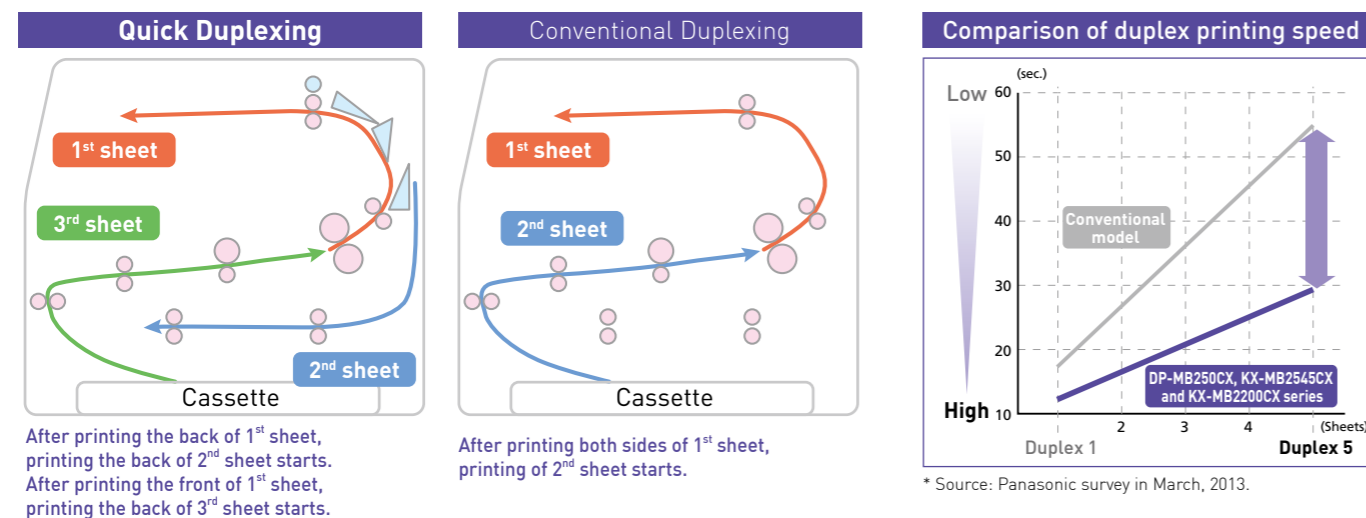 Quick Duplexing
1st sheet
3rd sheet
2nd sheet
Cassette
After printing the back of 1st sheet,
printing the back of 2nd sheet starts.
After printing the front of 1st sheet,
printing the back of 3rd sheet starts.
Conventional Duplexing
1st sheet
2nd sheet
Cassette
After printing both sides of 1st sheet,
printing of 2nd sheet starts.
Comparison of duplex printing speed
(sec.)
Low
60
50
40
30
20
High 10
Conventional
model
DP-MB250CX, KX-MB2545CX
and KX-MB2200CX series
2 3 4 (Sheets)
Duplex 1 Duplex 5
* Source: Panasonic survey in March, 2013.